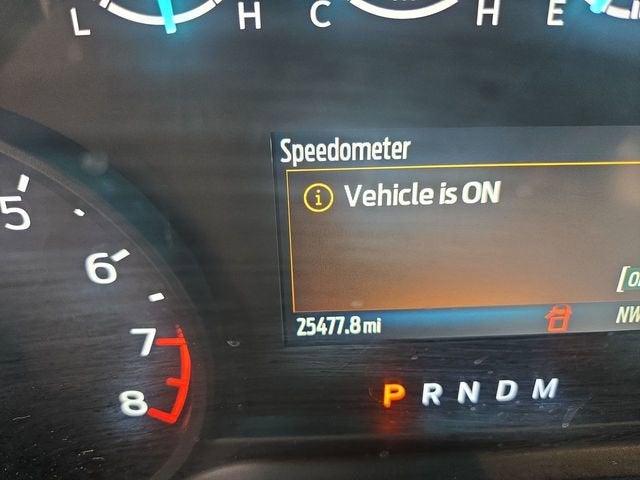 L H C H E
Speedometer
5
Vehicle is ON
6
25477.8 mi NW
7
P R N D M
8